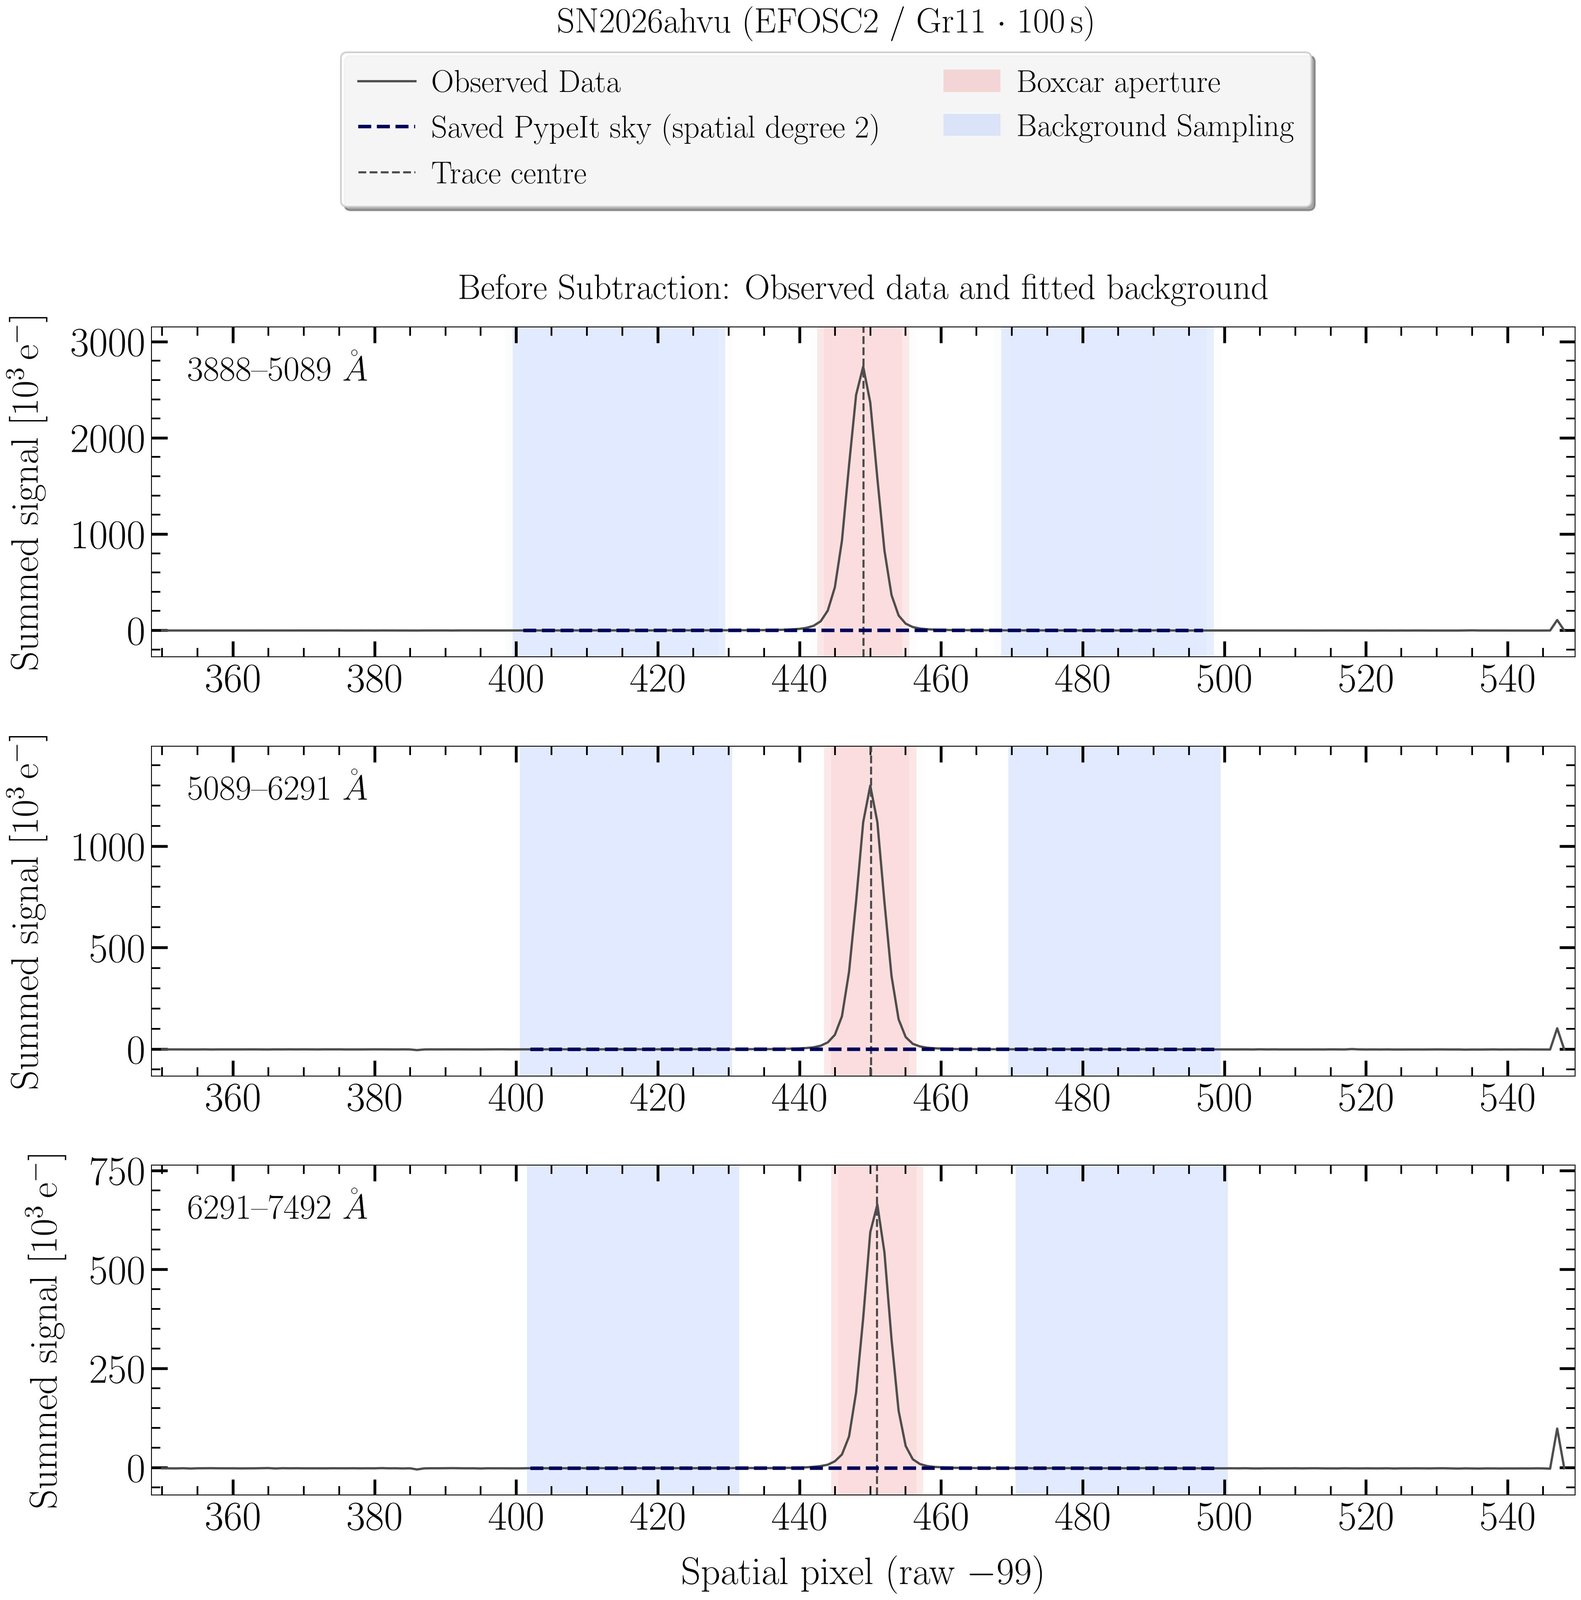 SN2026ahvu (EFOSC2 / Gr11 · 100 s)
Observed Data
Saved PypeIt sky (spatial degree 2)
Trace centre
Boxcar aperture
Background Sampling
Before Subtraction: Observed data and fitted background
Summed signal [10³ e⁻]
3000
2000
1000
0
3888–5089 Å
360 380 400 420 440 460 480 500 520 540
Summed signal [10³ e⁻]
1000
500
0
5089–6291 Å
360 380 400 420 440 460 480 500 520 540
Summed signal [10³ e⁻]
750
500
250
0
6291–7492 Å
360 380 400 420 440 460 480 500 520 540
Spatial pixel (raw −99)